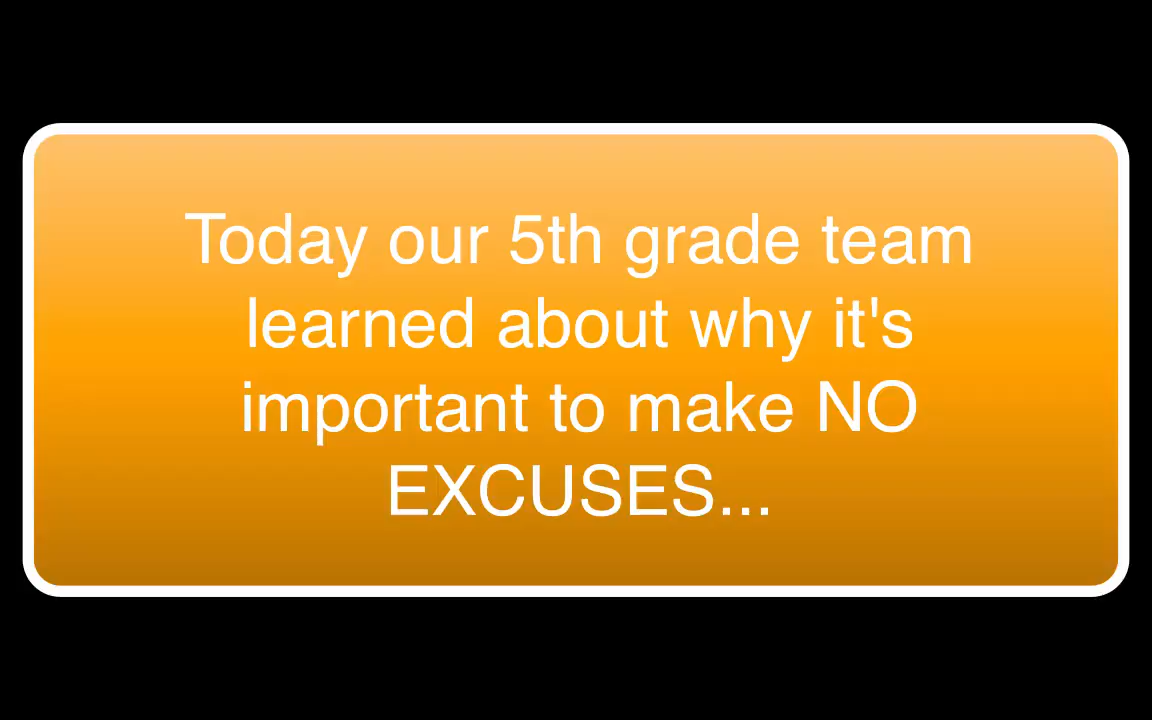 Today our 5th grade team
learned about why it's
important to make NO
EXCUSES...